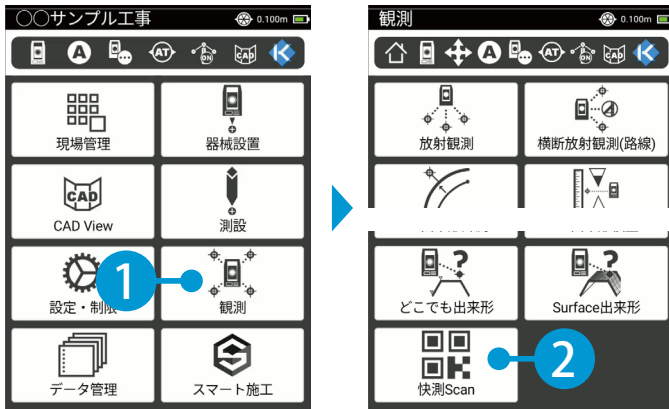 ○○サンプル工事
0.100m
A
AT
ON
CAD
K
現場管理
器械設置
CAD
CAD View
測設
設定・制限
1
観測
データ管理
スマート施工
観測
0.100m
A
AT
ON
CAD
K
放射観測
横断放射観測(路線)
どこでも出来形
Surface出来形
快測Scan
2